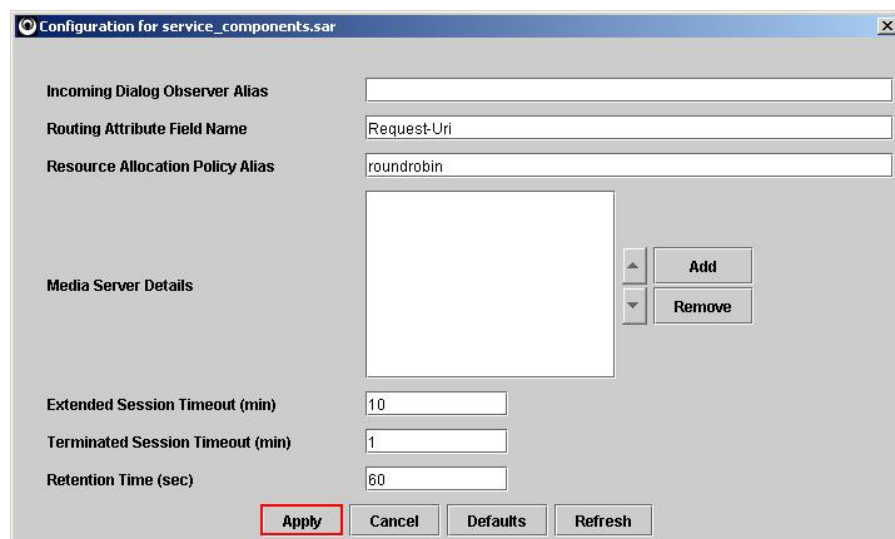 Configuration for service_components.sar
Incoming Dialog Observer Alias
Routing Attribute Field Name Request-Uri
Resource Allocation Policy Alias roundrobin
Media Server Details
Add
Remove
Extended Session Timeout (min) 10
Terminated Session Timeout (min) 1
Retention Time (sec) 60
Apply Cancel Defaults Refresh